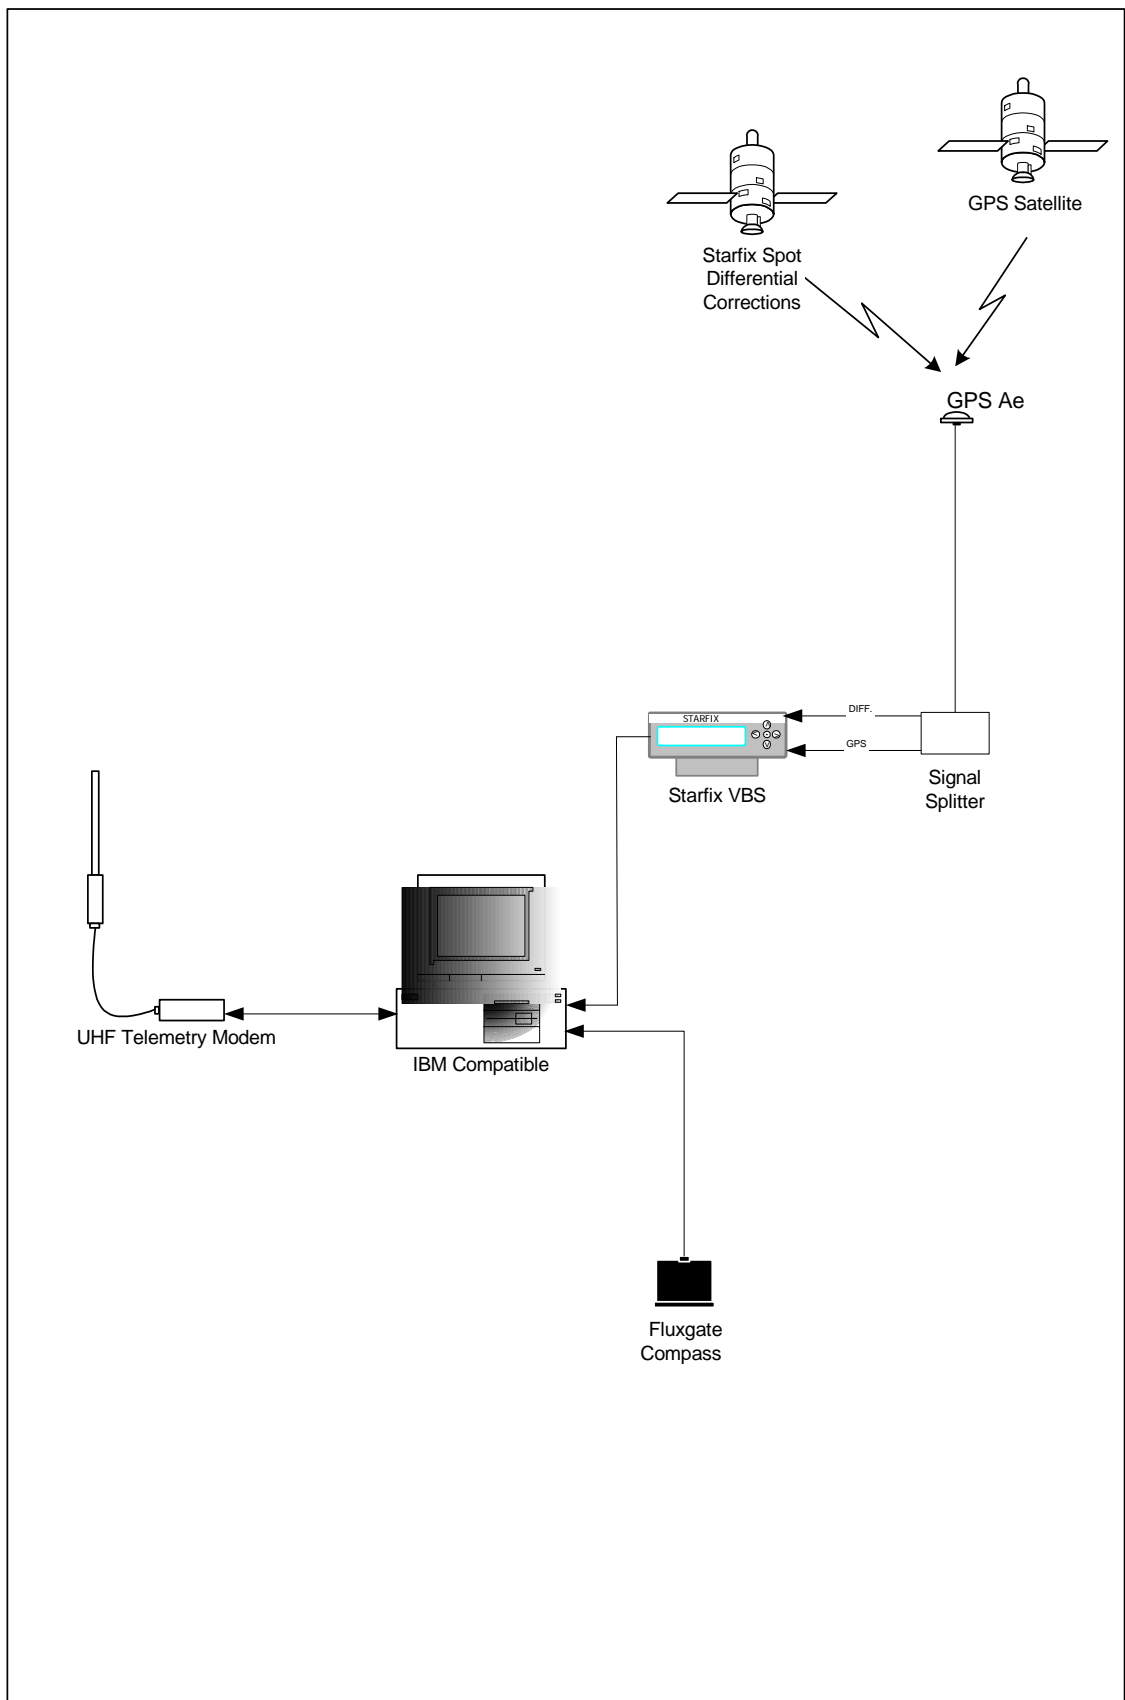 GPS Satellite
Starfix Spot
Differential
Corrections
GPS Ae
STARFIX
DIFF.
GPS
Starfix VBS
Signal
Splitter
UHF Telemetry Modem
IBM Compatible
Fluxgate
Compass